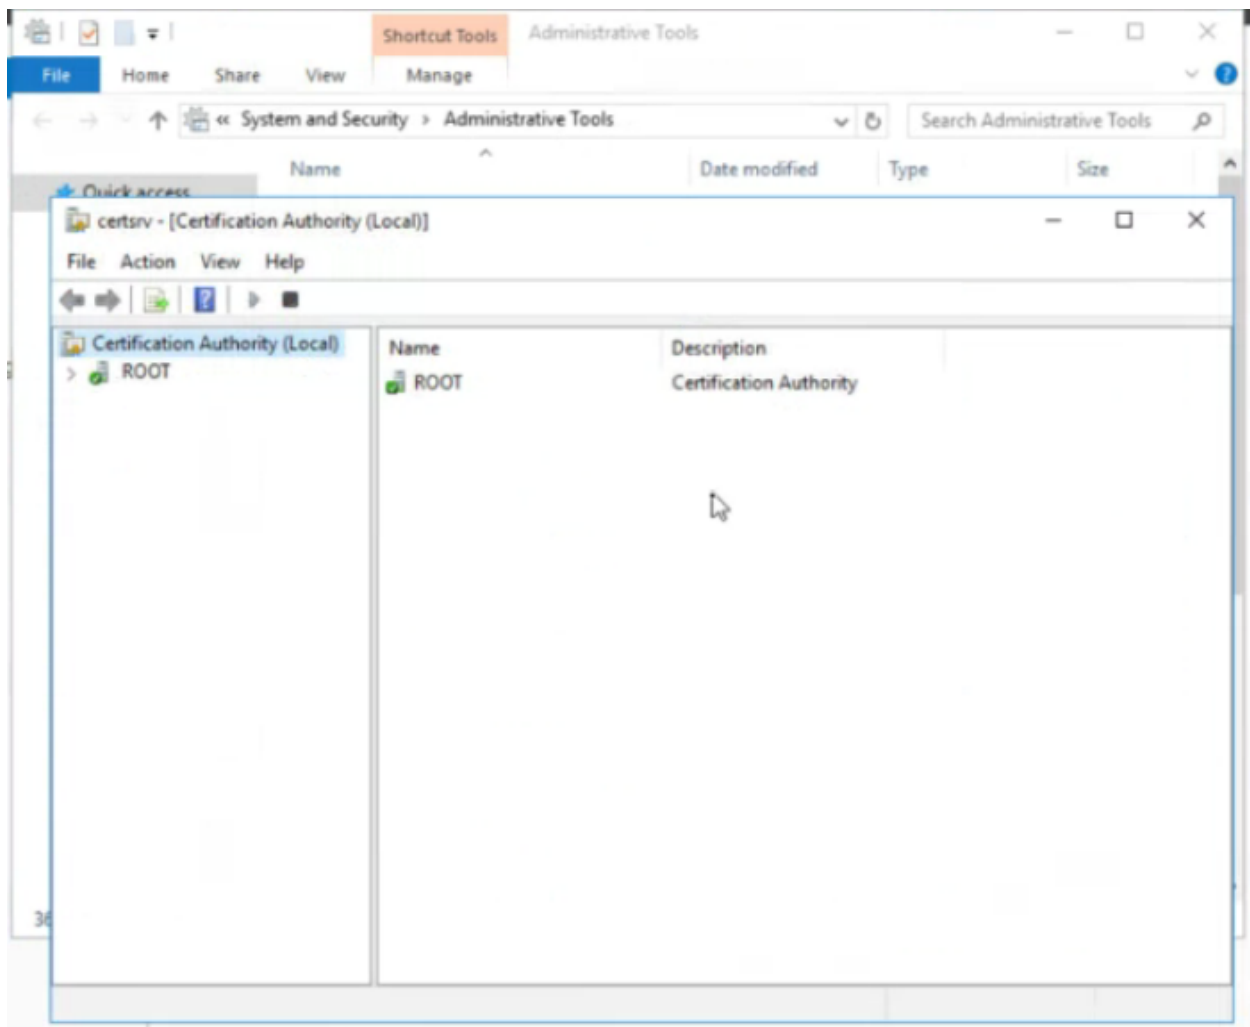 Shortcut Tools Administrative Tools
File Home Share View Manage
« System and Security > Administrative Tools Search Administrative Tools
Name Date modified Type Size
Quick access
certsrv - [Certification Authority (Local)]
File Action View Help
Certification Authority (Local) Name Description
ROOT ROOT Certification Authority
36